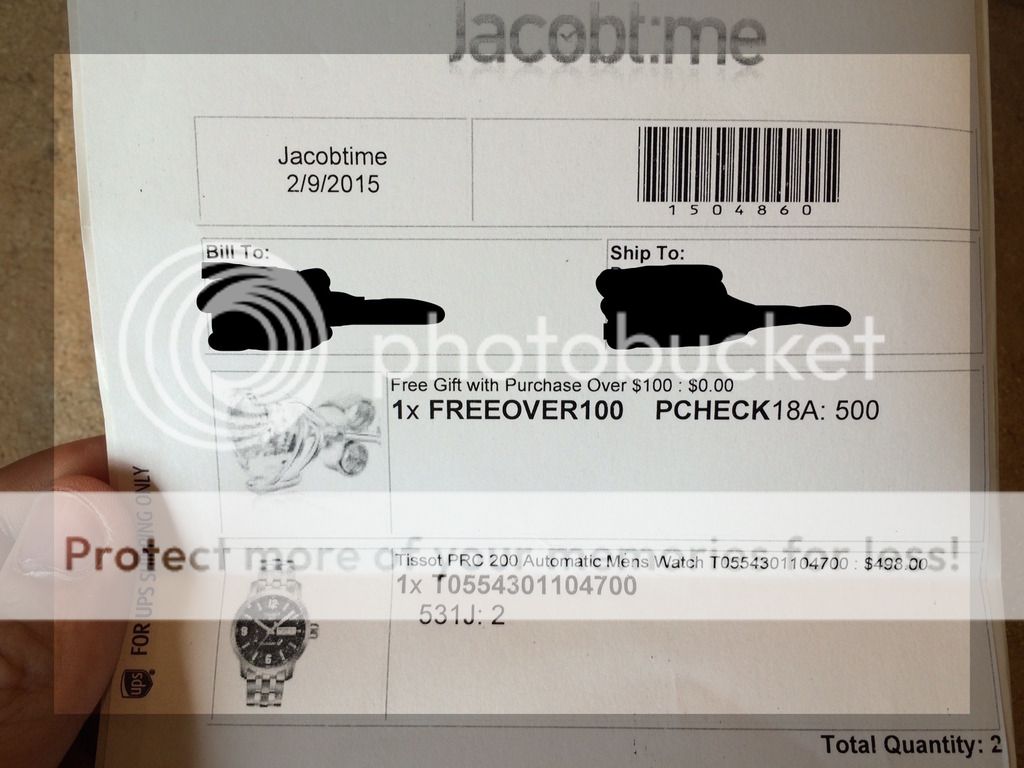 Jacobtime
Jacobtime
2/9/2015
1504860
Bill To:
Ship To:
photobucket
Free Gift with Purchase Over $100 : $0.00
1x FREEOVER100 PCHECK18A: 500
Protect more of your memories for less!
Tissot PRC 200 Automatic Mens Watch T0554301104700 : $498.00
1x T0554301104700
531J: 2
FOR UPS SHIPPING ONLY
ups
Total Quantity: 2